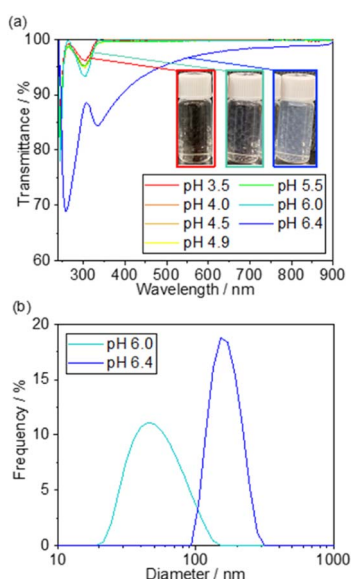 (a)
100
90
80
70
60
Transmittance / %
pH 3.5
pH 4.0
pH 4.5
pH 4.9
pH 5.5
pH 6.0
pH 6.4
300 400 500 600 700 800 900
Wavelength / nm
(b)
20
15
10
5
0
Frequency / %
pH 6.0
pH 6.4
10 100 1000
Diameter / nm